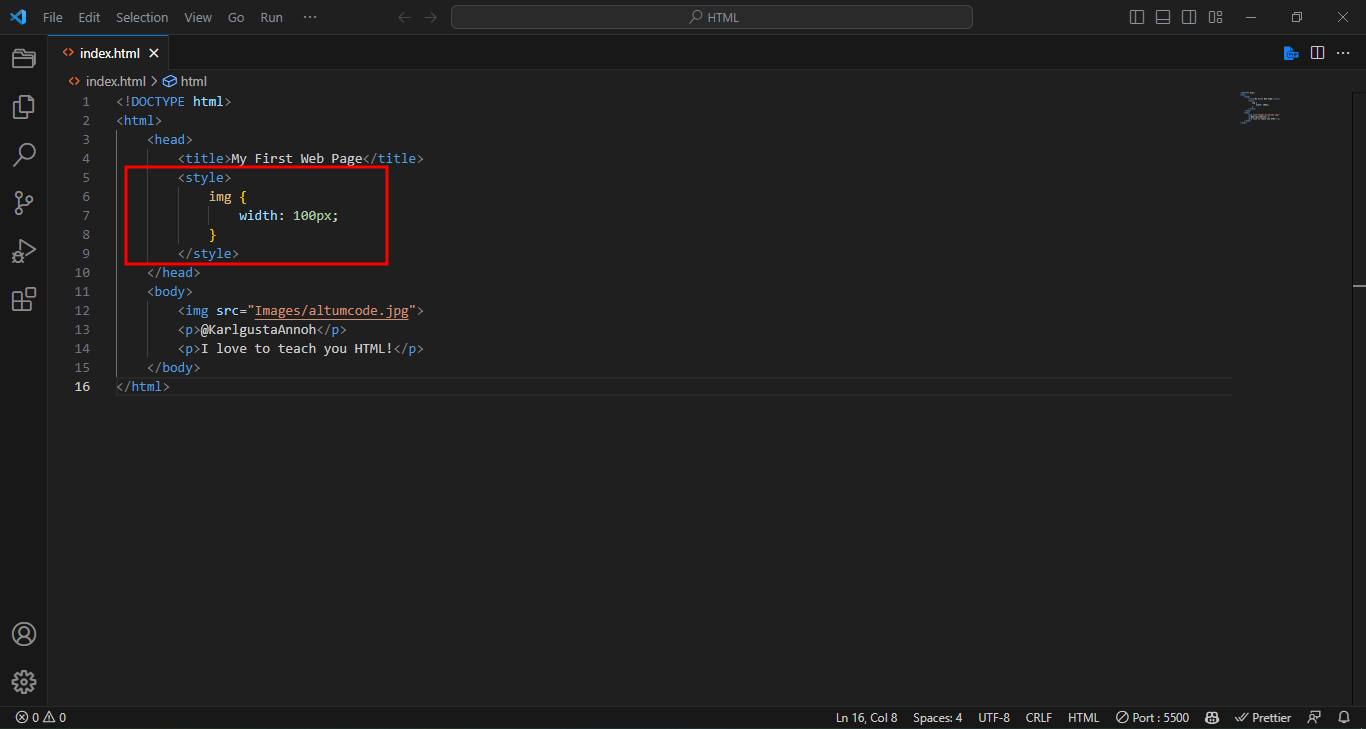 File Edit Selection View Go Run ··· HTML
index.html
index.html > html
1 <!DOCTYPE html>
2 <html>
3 <head>
4 <title>My First Web Page</title>
5 <style>
6 img {
7 width: 100px;
8 }
9 </style>
10 </head>
11 <body>
12 <img src="Images/altumcode.jpg">
13 <p>@KarlgustaAnnoh</p>
14 <p>I love to teach you HTML!</p>
15 </body>
16 </html>
0 0 Ln 16, Col 8 Spaces: 4 UTF-8 CRLF HTML Port : 5500 Prettier